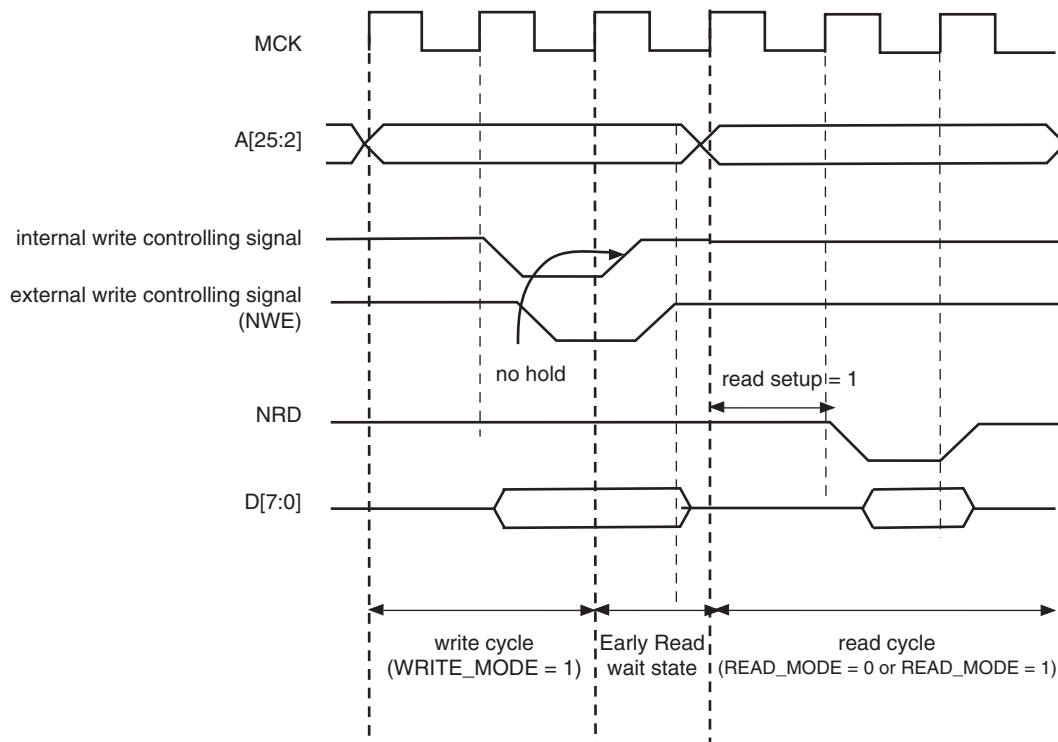 MCK
A[25:2]
internal write controlling signal
external write controlling signal
(NWE)
no hold
read setup = 1
NRD
D[7:0]
write cycle
(WRITE_MODE = 1)
Early Read
wait state
read cycle
(READ_MODE = 0 or READ_MODE = 1)